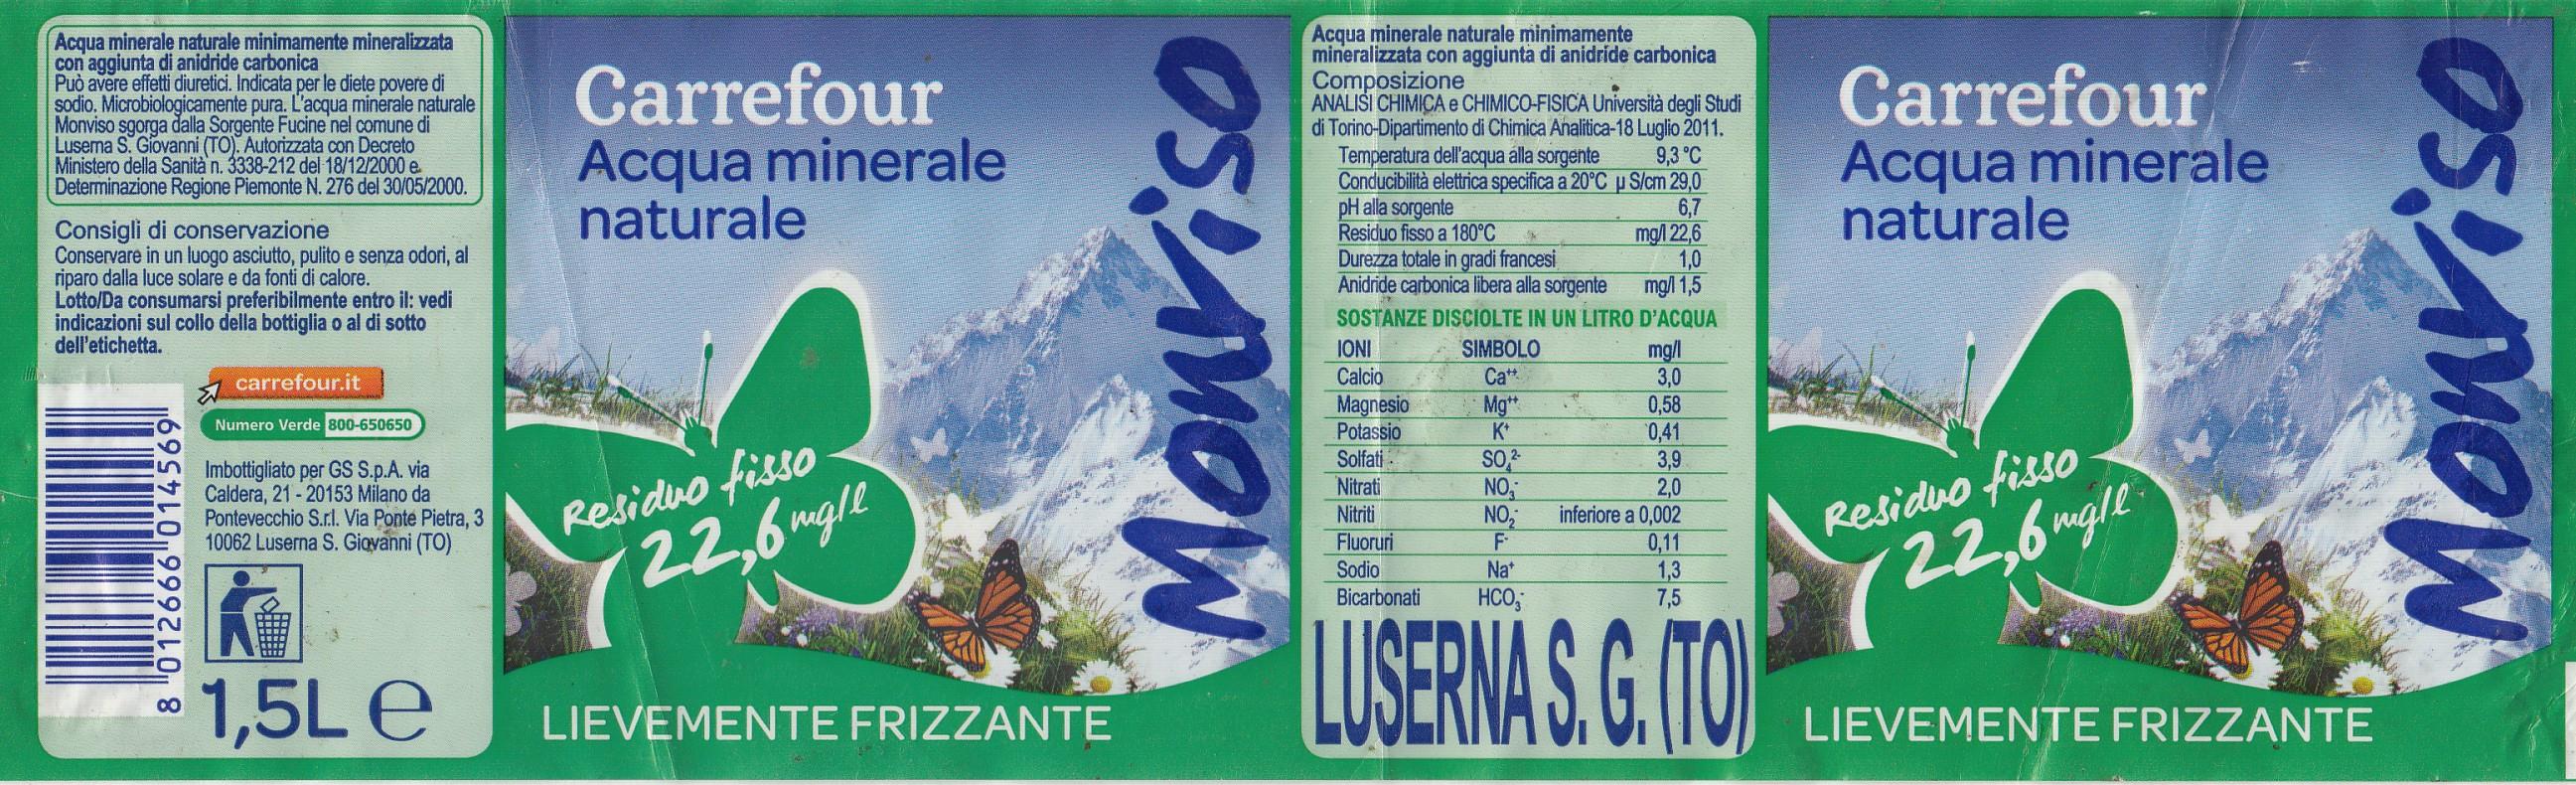 Acqua minerale naturale minimamente mineralizzata
con aggiunta di anidride carbonica
Può avere effetti diuretici. Indicata per le diete povere di
sodio. Microbiologicamente pura. L'acqua minerale naturale
Monviso sgorga dalla Sorgente Fucine nel comune di
Luserna S. Giovanni (TO). Autorizzata con Decreto
Ministero della Sanità n. 3338-212 del 18/12/2000 e
Determinazione Regione Piemonte N. 276 del 30/05/2000.
Consigli di conservazione
Conservare in un luogo asciutto, pulito e senza odori, al
riparo dalla luce solare e da fonti di calore.
Lotto/Da consumarsi preferibilmente entro il: vedi
indicazioni sul collo della bottiglia o al di sotto
dell'etichetta.
carrefour.it
Numero Verde 800-650650
8 012666 014569
Imbottigliato per GS S.p.A. via
Caldera, 21 - 20153 Milano da
Pontevecchio S.r.l. Via Ponte Pietra, 3
10062 Luserna S. Giovanni (TO)
1,5L e
Carrefour
Acqua minerale
naturale
Monviso
Residuo fisso
22,6 mg/l
LIEVEMENTE FRIZZANTE
Acqua minerale naturale minimamente
mineralizzata con aggiunta di anidride carbonica
Composizione
ANALISI CHIMICA e CHIMICO-FISICA Università degli Studi
di Torino-Dipartimento di Chimica Analitica-18 Luglio 2011.
Temperatura dell'acqua alla sorgente 9,3 °C
Conducibilità elettrica specifica a 20°C µ S/cm 29,0
pH alla sorgente 6,7
Residuo fisso a 180°C mg/l 22,6
Durezza totale in gradi francesi 1,0
Anidride carbonica libera alla sorgente mg/l 1,5
SOSTANZE DISCIOLTE IN UN LITRO D'ACQUA
IONI SIMBOLO mg/l
Calcio Ca⁺⁺ 3,0
Magnesio Mg⁺⁺ 0,58
Potassio K⁺ 0,41
Solfati SO₄²⁻ 3,9
Nitrati NO₃⁻ 2,0
Nitriti NO₂⁻ inferiore a 0,002
Fluoruri F⁻ 0,11
Sodio Na⁺ 1,3
Bicarbonati HCO₃⁻ 7,5
LUSERNA S. G. (TO)
Carrefour
Acqua minerale
naturale
Monviso
Residuo fisso
22,6 mg/l
LIEVEMENTE FRIZZANTE